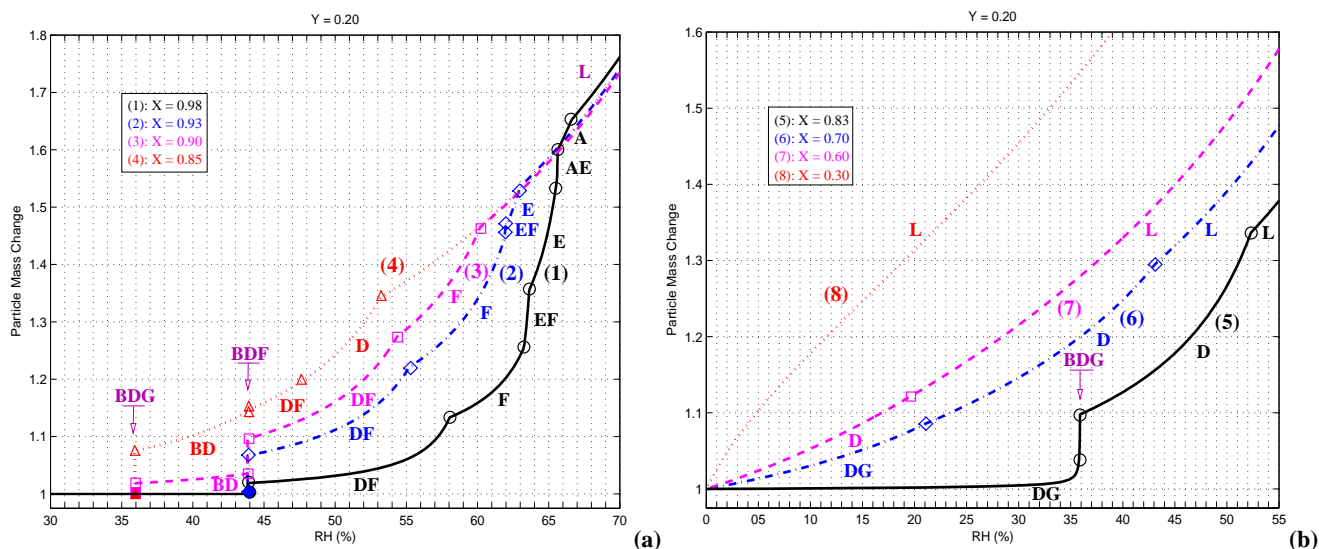 Y = 0.20
Particle Mass Change
1.8
1.7
1.6
1.5
1.4
1.3
1.2
1.1
1
(1): X = 0.98
(2): X = 0.93
(3): X = 0.90
(4): X = 0.85
L
A
AE
E
EF
E
(4)
(3)
(2)
(1)
F
F
EF
BDF
D
BDG
DF
F
DF
BD
DF
BD
DF
30 35 40 45 50 55 60 65 70
RH (%)
(a)
Y = 0.20
Particle Mass Change
1.6
1.5
1.4
1.3
1.2
1.1
1
(5): X = 0.83
(6): X = 0.70
(7): X = 0.60
(8): X = 0.30
L
(8)
L
L
L
(7)
(6)
(5)
D
D
BDG
D
DG
DG
0 05 10 15 20 25 30 35 40 45 50 55
RH (%)
(b)